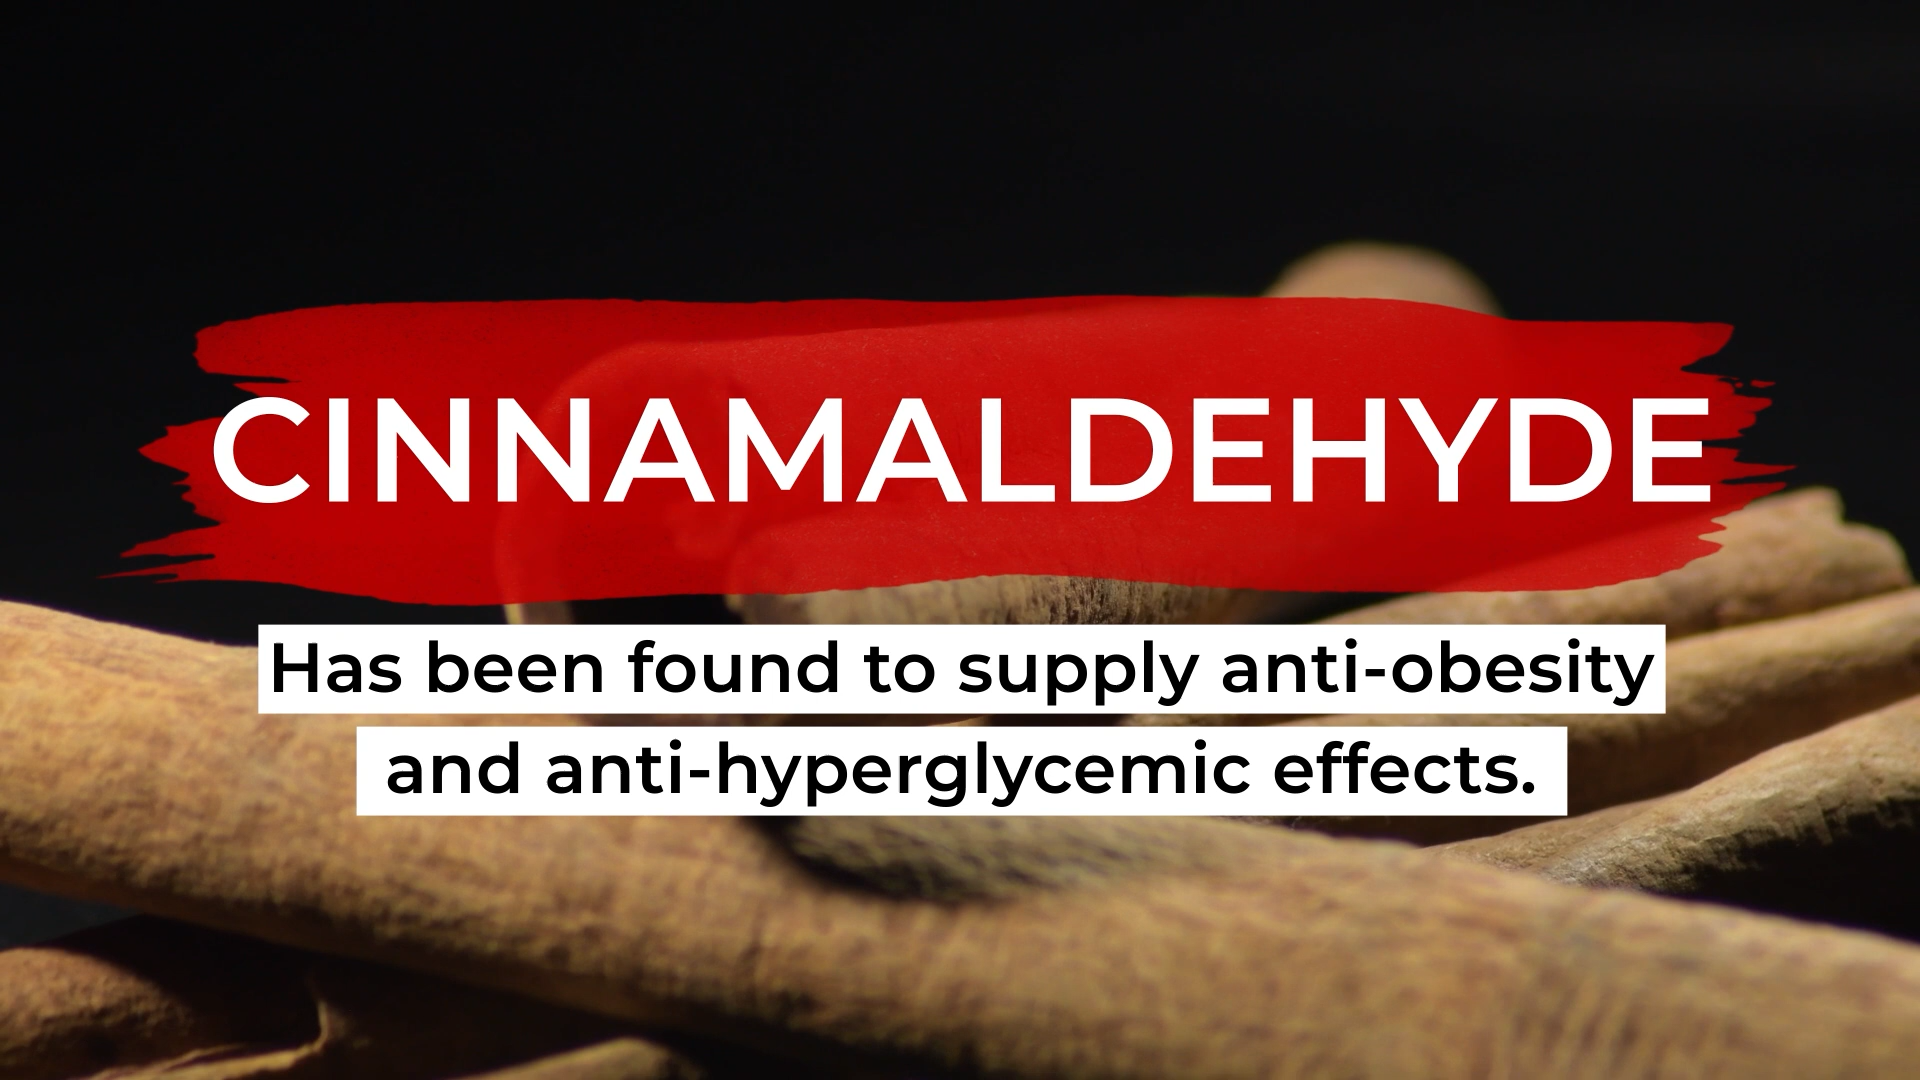 CINNAMALDEHYDE
Has been found to supply anti-obesity
and anti-hyperglycemic effects.